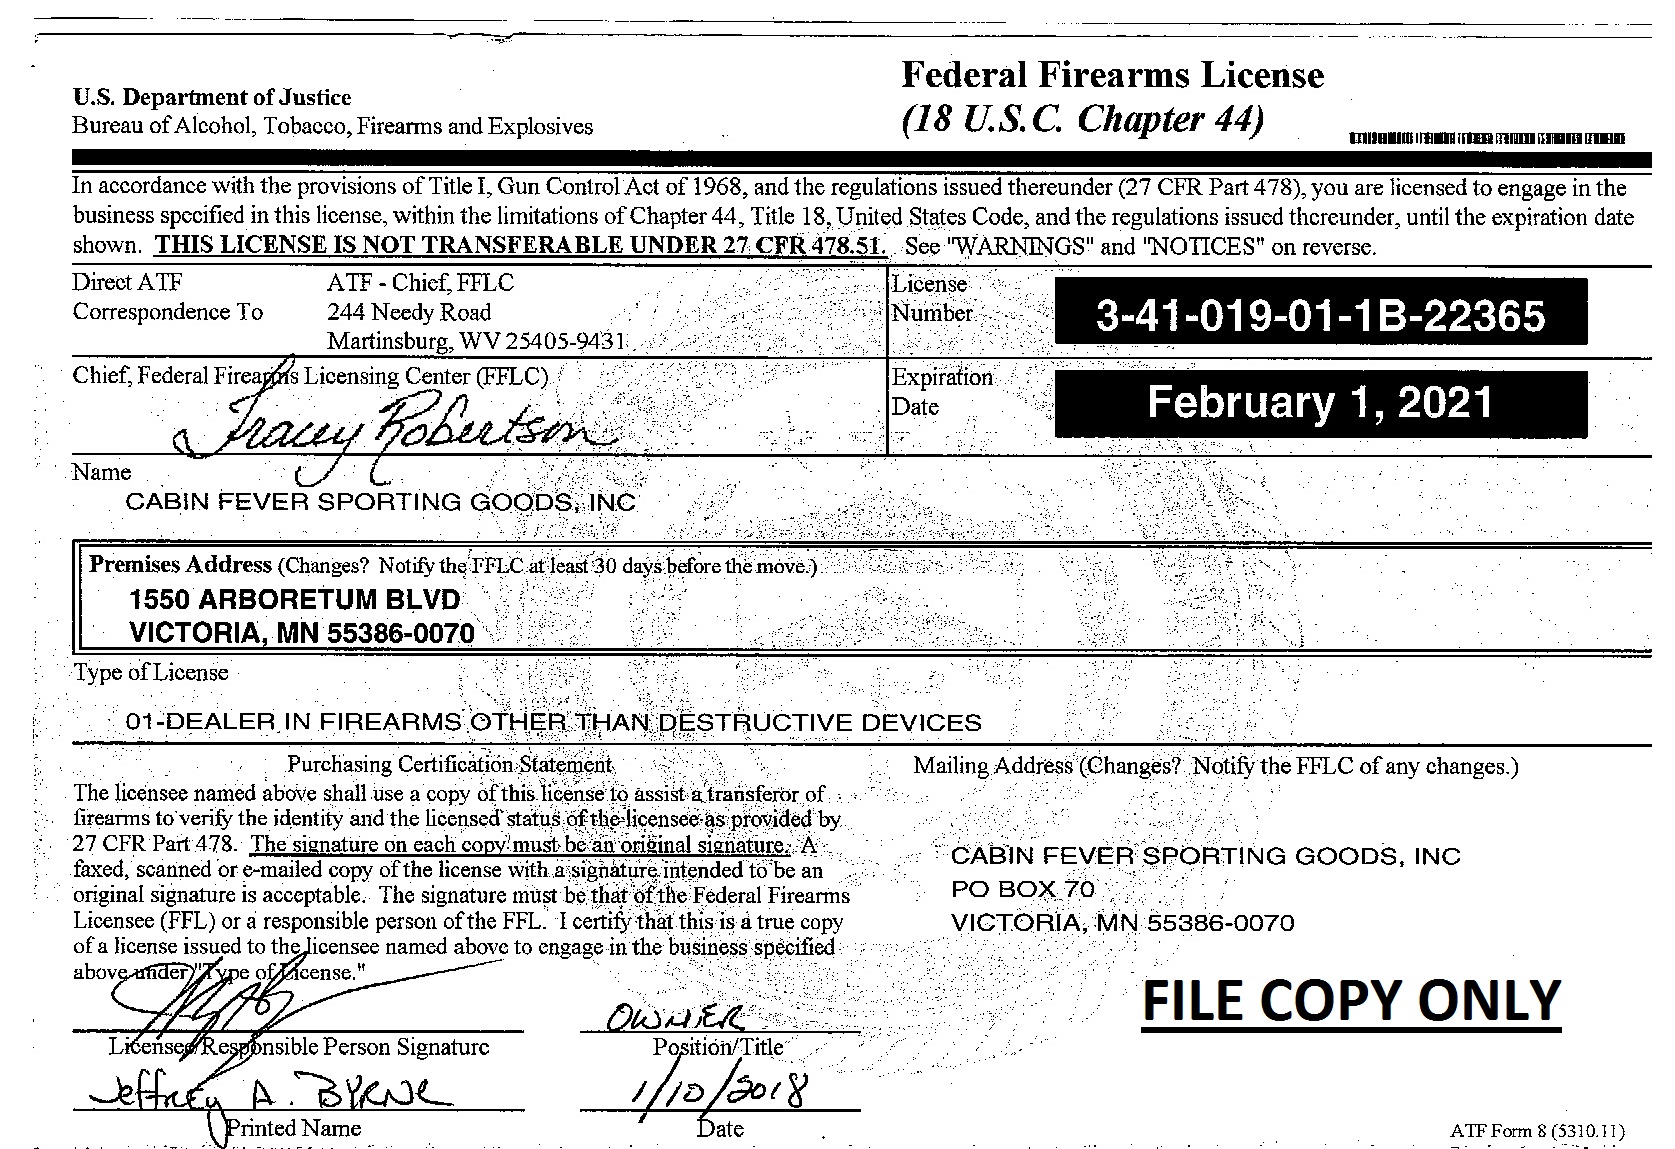 Federal Firearms License
(18 U.S.C. Chapter 44)
U.S. Department of Justice
Bureau of Alcohol, Tobacco, Firearms and Explosives
In accordance with the provisions of Title I, Gun Control Act of 1968, and the regulations issued thereunder (27 CFR Part 478), you are licensed to engage in the
business specified in this license, within the limitations of Chapter 44, Title 18, United States Code, and the regulations issued thereunder, until the expiration date
shown. THIS LICENSE IS NOT TRANSFERABLE UNDER 27 CFR 478.51. See "WARNINGS" and "NOTICES" on reverse.
Direct ATF
Correspondence To
ATF - Chief, FFLC
244 Needy Road
Martinsburg, WV 25405-9431
License
Number
3-41-019-01-1B-22365
Chief, Federal Firearms Licensing Center (FFLC)
Tracey Robertson
Expiration
Date
February 1, 2021
Name
CABIN FEVER SPORTING GOODS, INC
Premises Address (Changes? Notify the FFLC at least 30 days before the move.)
1550 ARBORETUM BLVD
VICTORIA, MN 55386-0070
Type of License
01-DEALER IN FIREARMS OTHER THAN DESTRUCTIVE DEVICES
Purchasing Certification Statement
The licensee named above shall use a copy of this license to assist a transferor of
firearms to verify the identity and the licensed status of the licensee as provided by
27 CFR Part 478. The signature on each copy must be an original signature. A
faxed, scanned or e-mailed copy of the license with a signature intended to be an
original signature is acceptable. The signature must be that of the Federal Firearms
Licensee (FFL) or a responsible person of the FFL. I certify that this is a true copy
of a license issued to the licensee named above to engage in the business specified
above under "Type of License."
Mailing Address (Changes? Notify the FFLC of any changes.)
CABIN FEVER SPORTING GOODS, INC
PO BOX 70
VICTORIA, MN 55386-0070
FILE COPY ONLY
OWNER
Licensee/Responsible Person Signature
Position/Title
Jeffrey A. BYRNE
1/10/2018
Printed Name
Date
ATF Form 8 (5310.11)